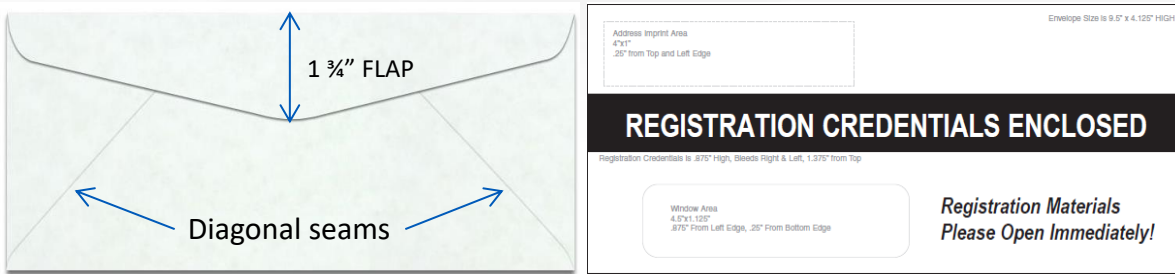 1 ¾” FLAP
Diagonal seams
Envelope Size is 9.5" x 4.125" HIGH
Address Imprint Area
4"x1"
.25" from Top and Left Edge
REGISTRATION CREDENTIALS ENCLOSED
Registration Credentials is .875" High, Bleeds Right & Left, 1.375" from Top
Window Area
4.5"x1.125"
.975" From Left Edge, .25" From Bottom Edge
Registration Materials
Please Open Immediately!